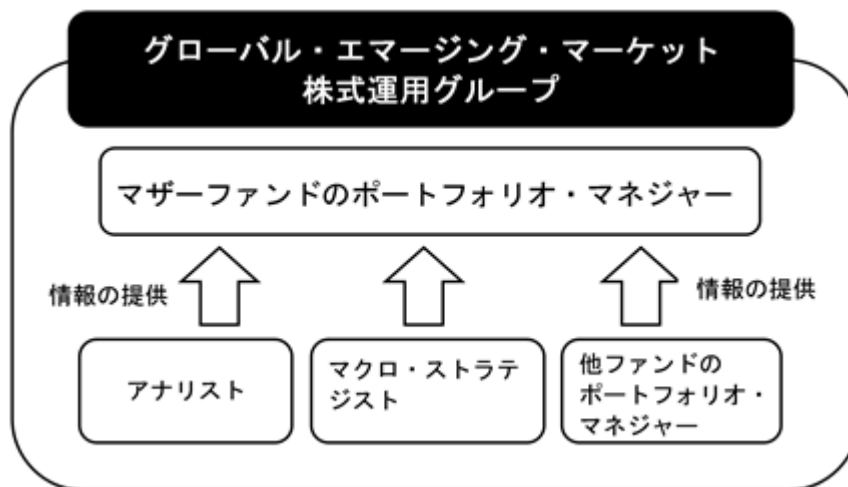 グローバル・エマージング・マーケット
株式運用グループ
マザーファンドのポートフォリオ・マネジャー
情報の提供
情報の提供
アナリスト
マクロ・ストラテ
ジスト
他ファンドの
ポートフォリオ・
マネジャー